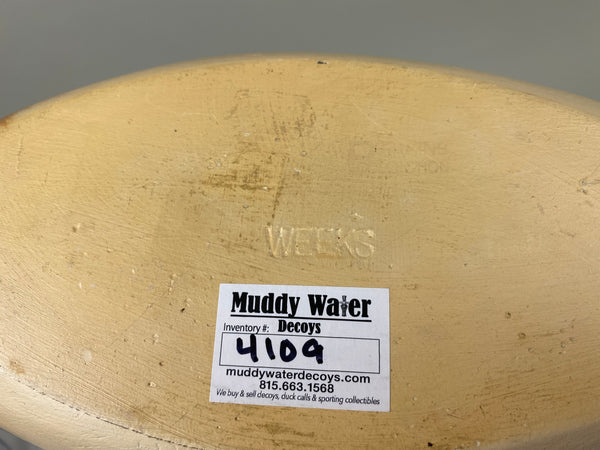 WEEKS
Muddy Water
Inventory #: Decoys
4109
muddywaterdecoys.com
815.663.1568
We buy & sell decoys, duck calls & sporting collectibles